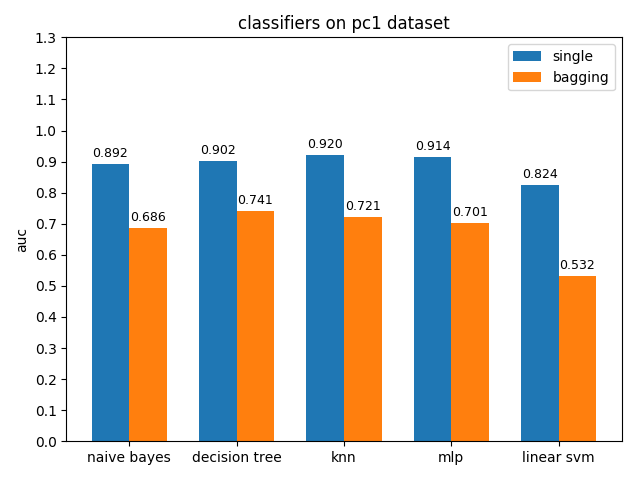 classifiers on pc1 dataset
single
bagging
auc
1.3
1.2
1.1
1.0
0.9
0.8
0.7
0.6
0.5
0.4
0.3
0.2
0.1
0.0
0.892
0.686
0.902
0.741
0.920
0.721
0.914
0.701
0.824
0.532
naive bayes
decision tree
knn
mlp
linear svm